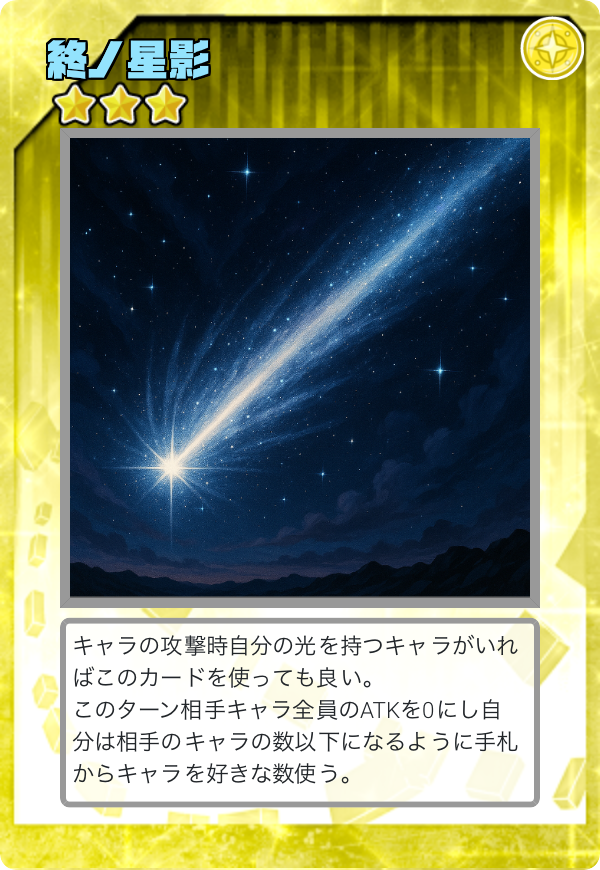 終ノ星影
キャラの攻撃時自分の光を持つキャラがいれ
ばこのカードを使っても良い。
このターン相手キャラ全員のATKを0にし自
分は相手のキャラの数以下になるように手札
からキャラを好きな数使う。